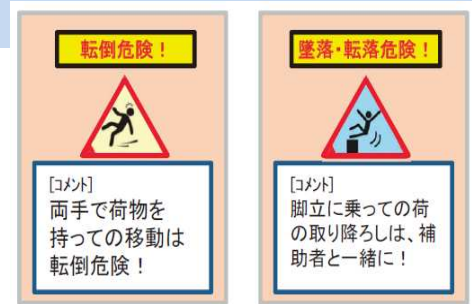 転倒危険！
[コメント]
両手で荷物を
持っての移動は
転倒危険！
墜落・転落危険！
[コメント]
脚立に乗っての荷
の取り降ろしは、補
助者と一緒に！